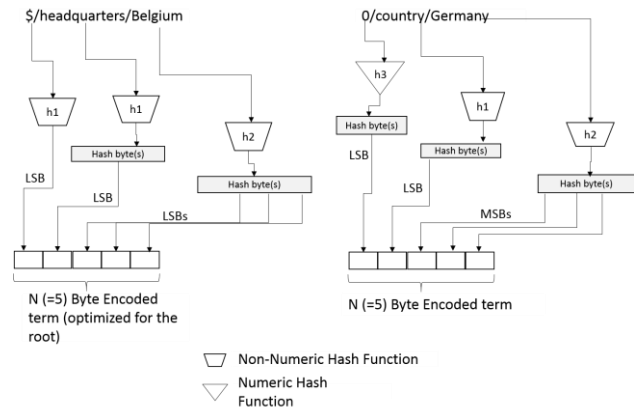 $/headquarters/Belgium
0/country/Germany
h3
h1
h1
h1
h2
h2
Hash byte(s)
Hash byte(s)
Hash byte(s)
Hash byte(s)
Hash byte(s)
LSB
LSB
LSB
LSB
LSBs
MSBs
N (=5) Byte Encoded
term (optimized for the
root)
N (=5) Byte Encoded term
Non-Numeric Hash Function
Numeric Hash
Function